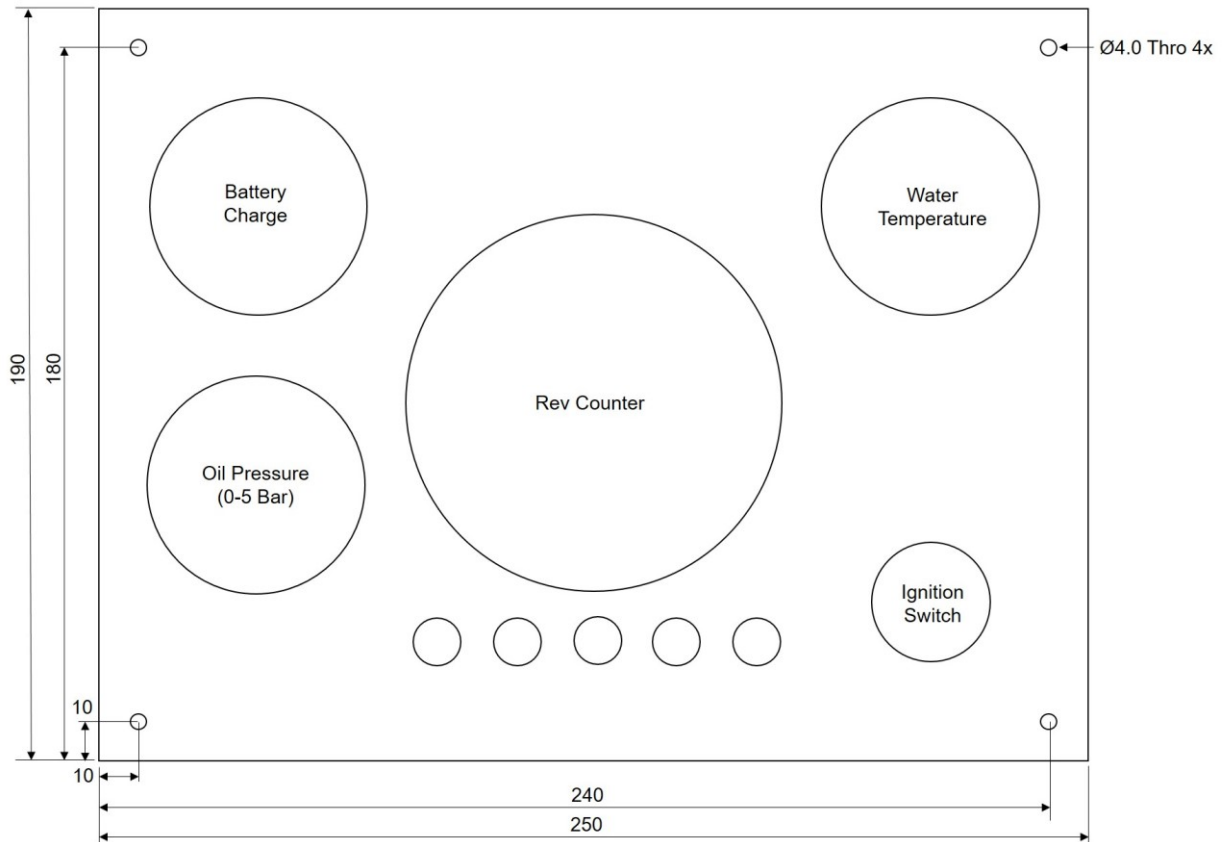 Ø4.0 Thro 4x
Battery
Charge
Water
Temperature
190
180
Rev Counter
Oil Pressure
(0-5 Bar)
Ignition
Switch
10
10
240
250